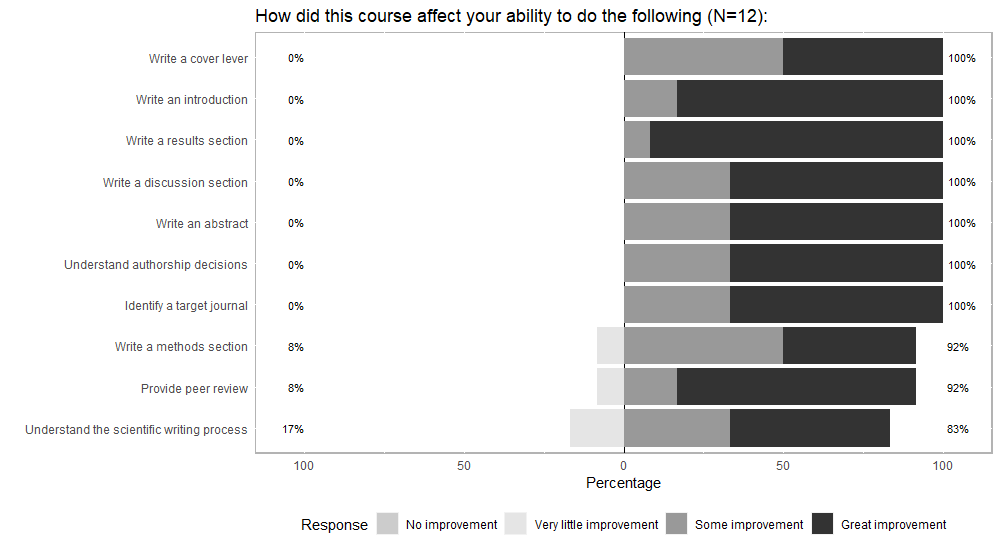 How did this course affect your ability to do the following (N=12):
Write a cover lever 0% 100%
Write an introduction 0% 100%
Write a results section 0% 100%
Write a discussion section 0% 100%
Write an abstract 0% 100%
Understand authorship decisions 0% 100%
Identify a target journal 0% 100%
Write a methods section 8% 92%
Provide peer review 8% 92%
Understand the scientific writing process 17% 83%
100 50 0 50 100
Percentage
Response No improvement Very little improvement Some improvement Great improvement